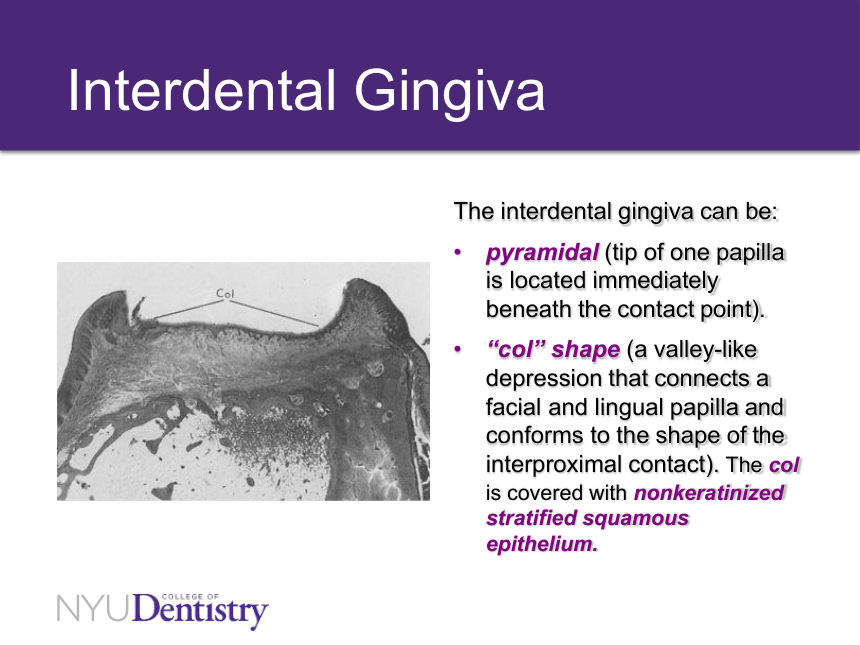 Interdental Gingiva
The interdental gingiva can be:
• pyramidal (tip of one papilla
is located immediately
beneath the contact point).
• “col” shape (a valley-like
depression that connects a
facial and lingual papilla and
conforms to the shape of the
interproximal contact). The col
is covered with nonkeratinized
stratified squamous
epithelium.
Col
NYU COLLEGE OF Dentistry